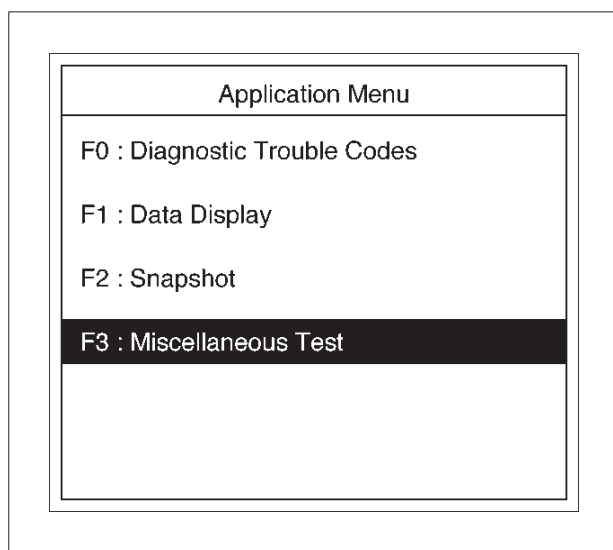 Application Menu
F0 : Diagnostic Trouble Codes
F1 : Data Display
F2 : Snapshot
F3 : Miscellaneous Test